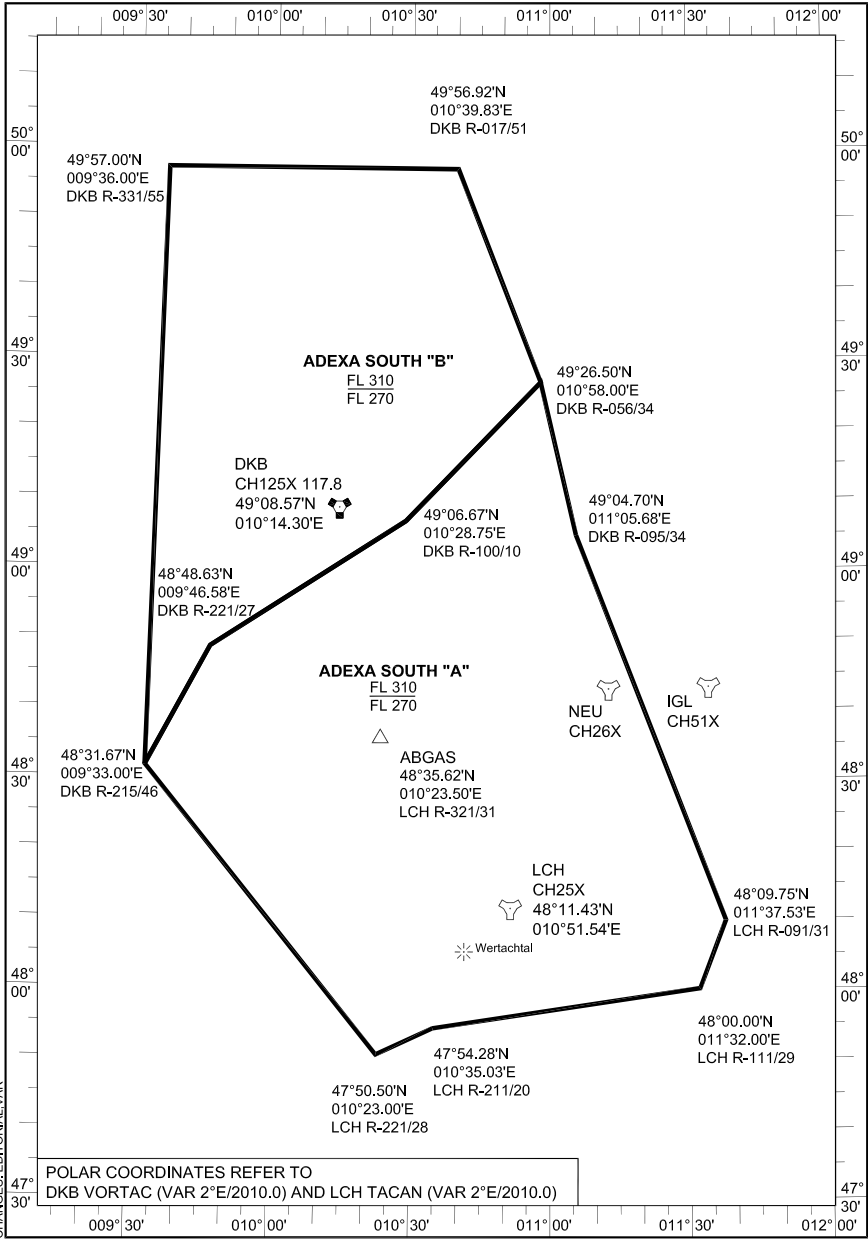 009°30' 010°00' 010°30' 011°00' 011°30' 012°00'
49°56.92'N
010°39.83'E
DKB R-017/51
50°
00'
50°
00'
49°57.00'N
009°36.00'E
DKB R-331/55
49°
30'
49°
30'
ADEXA SOUTH "B"
FL 310
FL 270
49°26.50'N
010°58.00'E
DKB R-056/34
DKB
CH125X 117.8
49°08.57'N
010°14.30'E
49°06.67'N
010°28.75'E
DKB R-100/10
49°04.70'N
011°05.68'E
DKB R-095/34
49°
00'
49°
00'
48°48.63'N
009°46.58'E
DKB R-221/27
ADEXA SOUTH "A"
FL 310
FL 270
NEU
CH26X
IGL
CH51X
48°31.67'N
009°33.00'E
DKB R-215/46
48°
30'
48°
30'
ABGAS
48°35.62'N
010°23.50'E
LCH R-321/31
LCH
CH25X
48°11.43'N
010°51.54'E
48°09.75'N
011°37.53'E
LCH R-091/31
Wertachtal
48°
00'
48°
00'
48°00.00'N
011°32.00'E
LCH R-111/29
47°54.28'N
010°35.03'E
LCH R-211/20
47°50.50'N
010°23.00'E
LCH R-221/28
POLAR COORDINATES REFER TO
DKB VORTAC (VAR 2°E/2010.0) AND LCH TACAN (VAR 2°E/2010.0)
47°
30'
47°
30'
009°30' 010°00' 010°30' 011°00' 011°30' 012°00'